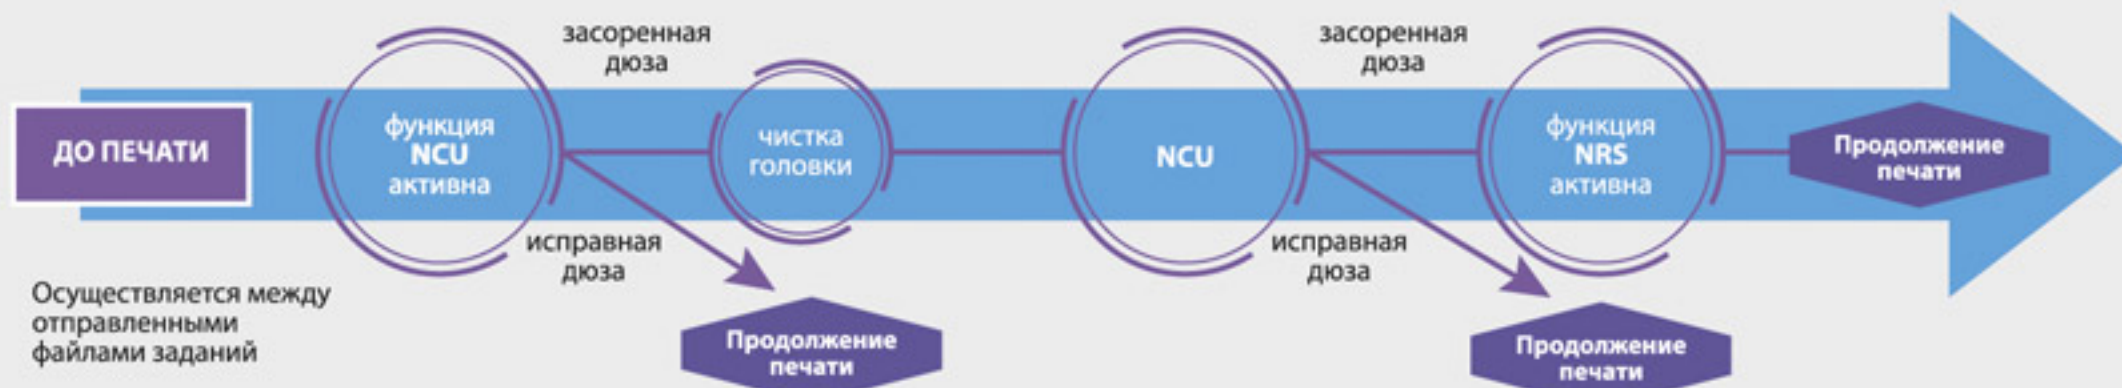 ДО ПЕЧАТИ
Осуществляется между
отправленными
файлами заданий
функция
NCU
активна
засоренная
дюза
исправная
дюза
чистка
головки
Продолжение
печати
NCU
засоренная
дюза
исправная
дюза
функция
NRS
активна
Продолжение
печати
Продолжение
печати